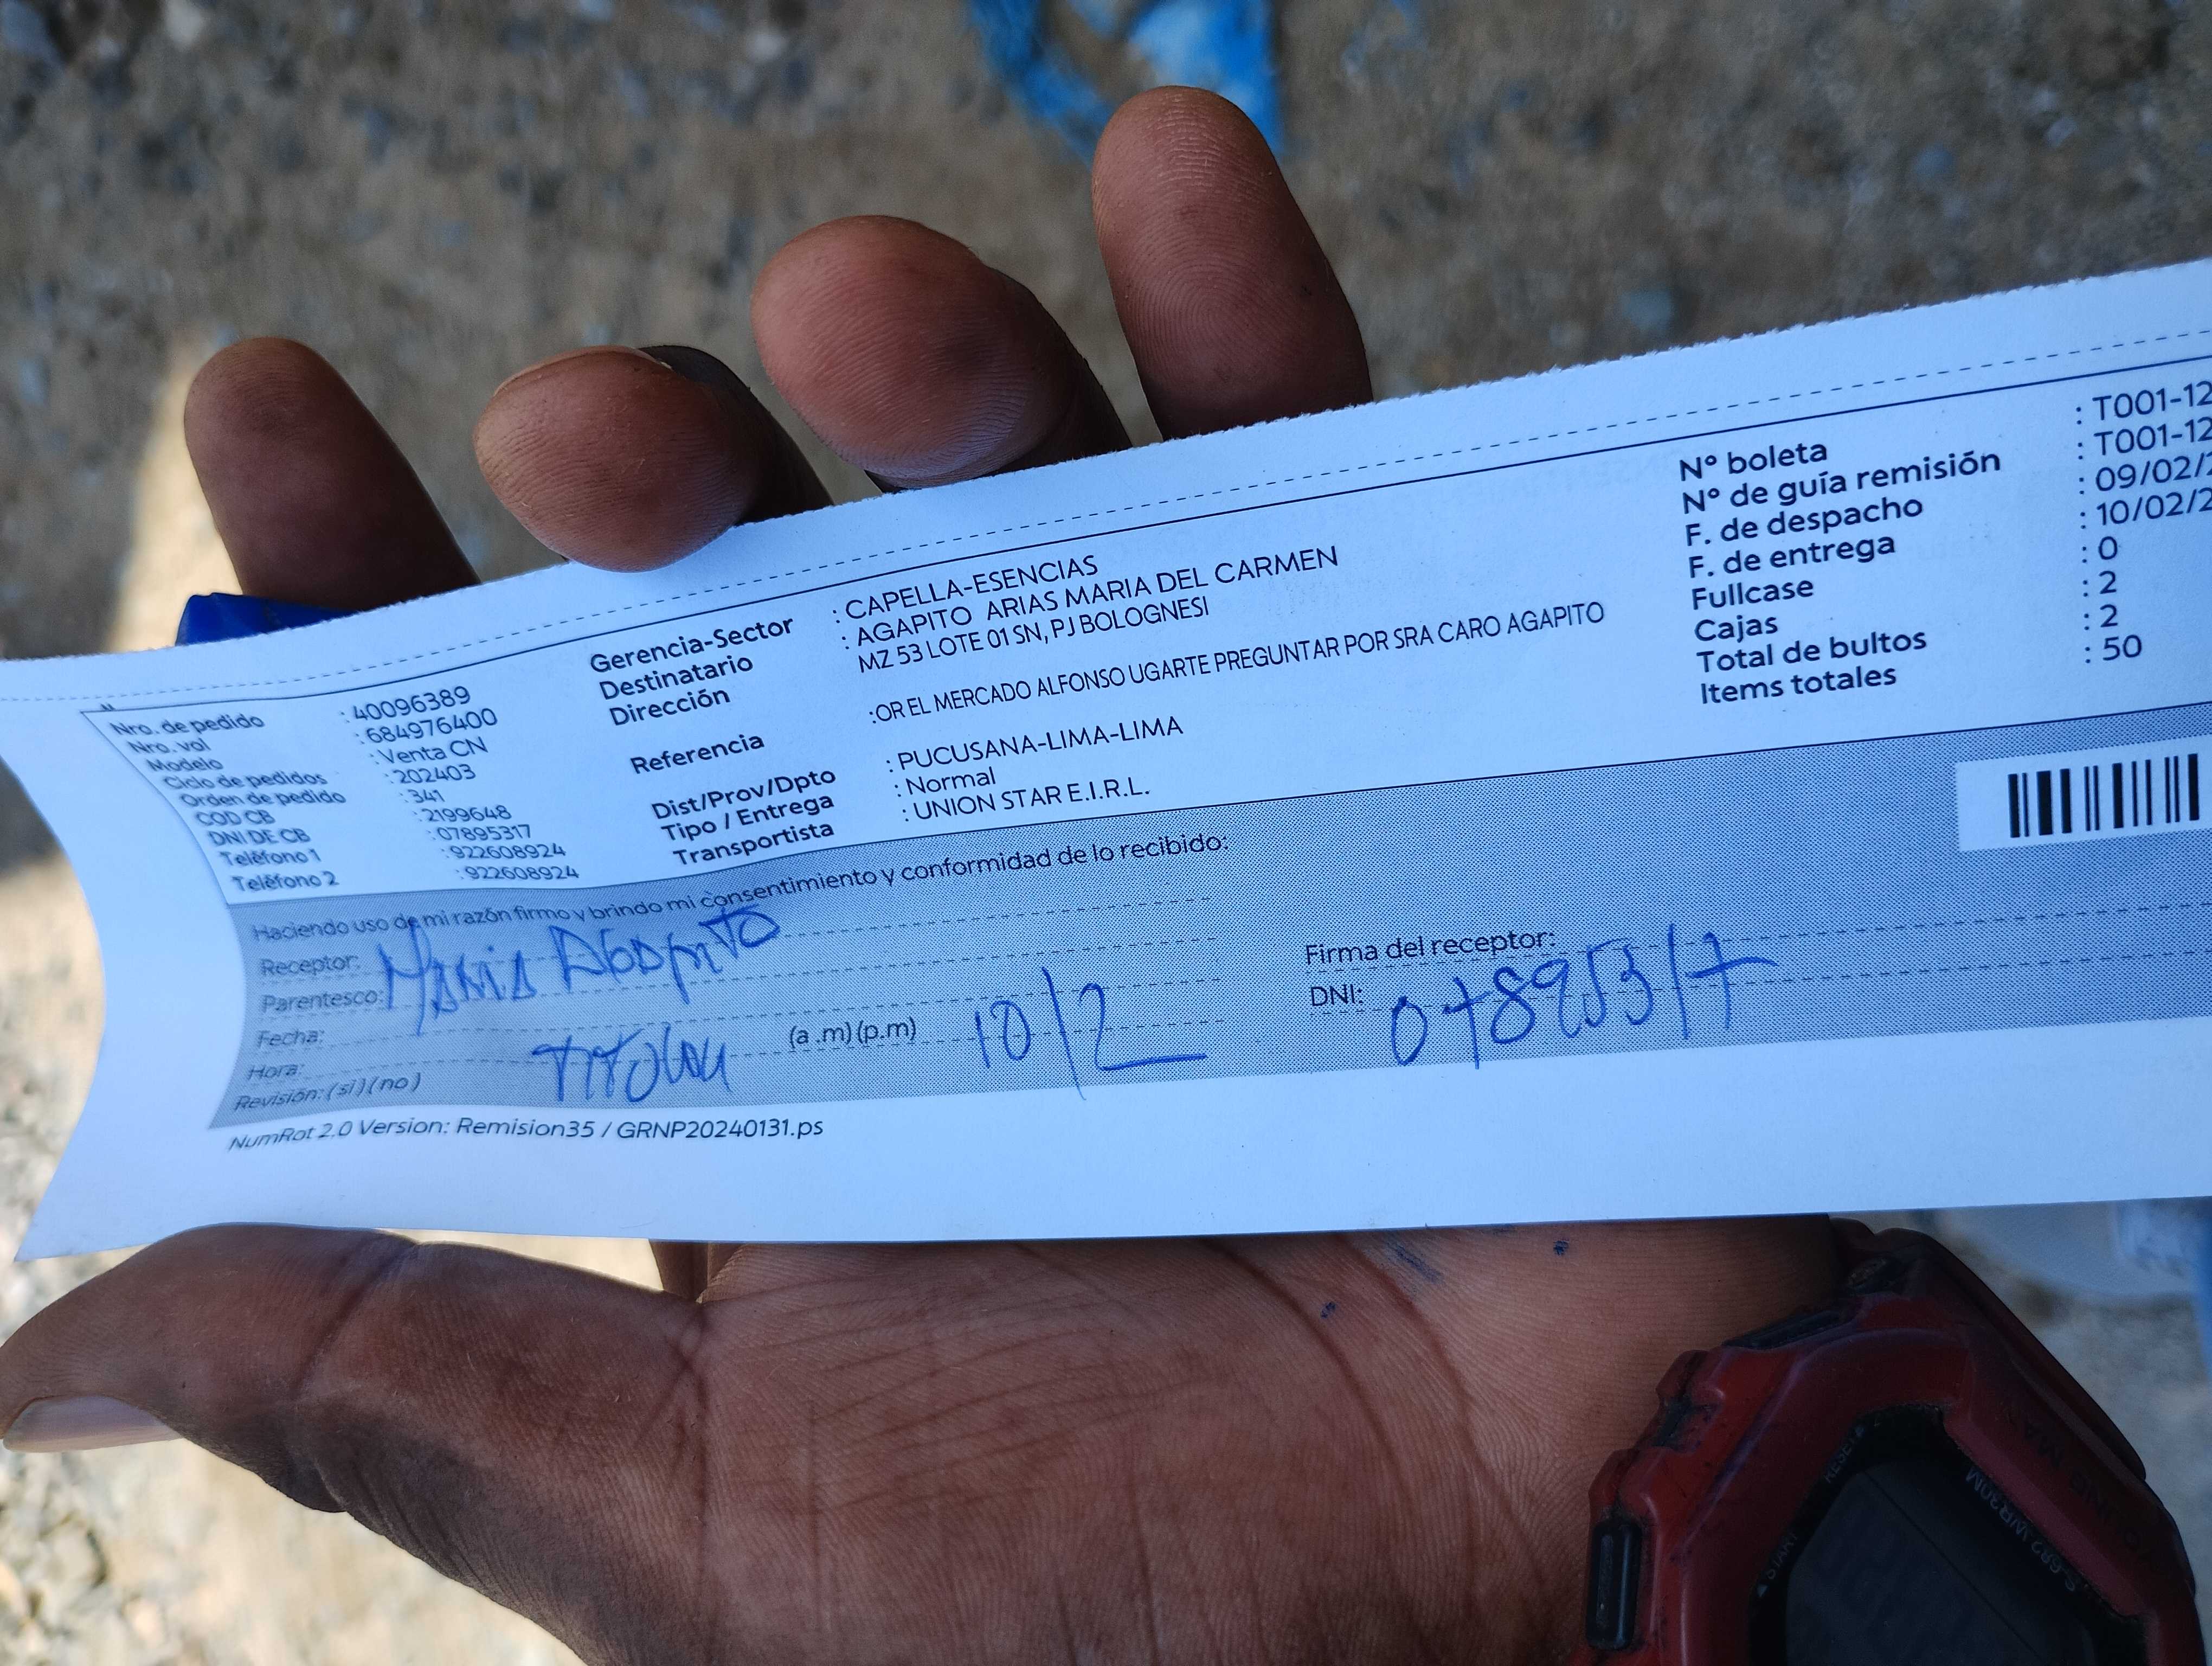 Nro. de pedido : 40096389
Nro. val : 684976400
Modelo : Venta CN
Ciclo de pedidos : 202403
Orden de pedido : 341
COD CB : 2199648
DNI DE CB : 07895317
Teléfono 1 : 922608924
Teléfono 2 : 922608924
Gerencia-Sector : CAPELLA-ESENCIAS
Destinatario : AGAPITO ARIAS MARIA DEL CARMEN
Dirección MZ 53 LOTE 01 SN, PJ BOLOGNESI
Referencia :OR EL MERCADO ALFONSO UGARTE PREGUNTAR POR SRA CARO AGAPITO
Dist/Prov/Dpto : PUCUSANA-LIMA-LIMA
Tipo / Entrega : Normal
Transportista : UNION STAR E.I.R.L.
N° boleta : T001-12
N° de guía remisión : T001-12
F. de despacho : 09/02/2
F. de entrega : 10/02/2
Fullcase : 0
Cajas : 2
Total de bultos : 2
Items totales : 50
Haciendo uso de mi razón firmo y brindo mi consentimiento y conformidad de lo recibido:
Receptor: Maria Agapito
Parentesco:
Fecha:
Hora: Titular (a .m) (p.m) 10/2
Revisión: (si) (no)
Firma del receptor:
DNI: 07895317
NumRot 2.0 Version: Remision35 / GRNP20240131.ps
START
RESET
WR30M